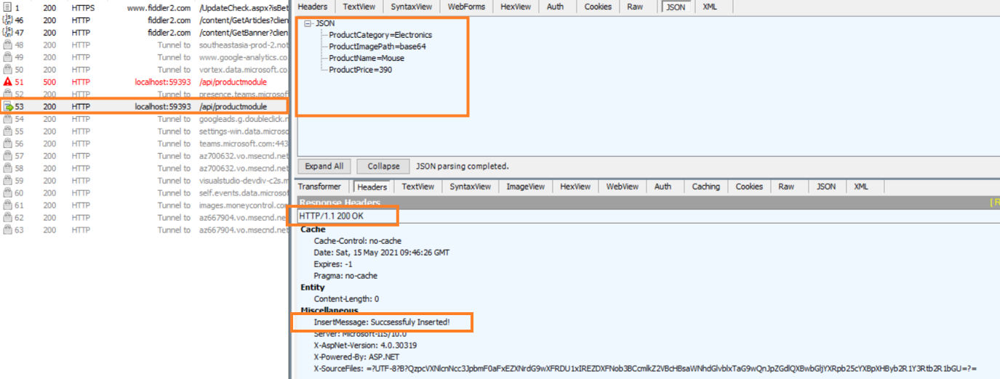 1 200 HTTPS www.fiddler2.com /UpdateCheck.aspx?isBet
46 200 HTTP fiddler2.com /content/GetArticles?clien
47 200 HTTP fiddler2.com /content/GetBanner?clien
48 200 HTTP Tunnel to southeastasia-prod-2.not
49 200 HTTP Tunnel to www.google-analytics.co
50 200 HTTP Tunnel to vortex.data.microsoft.co
51 500 HTTP localhost:59393 /api/productmodule
52 200 HTTP Tunnel to presence.teams.microsoft
53 200 HTTP localhost:59393 /api/productmodule
54 200 HTTP Tunnel to googleads.g.doubleclick.n
55 200 HTTP Tunnel to settings-win.data.microso
56 200 HTTP Tunnel to teams.microsoft.com:443
57 200 HTTP Tunnel to az700632.vo.msecnd.net
58 200 HTTP Tunnel to az700632.vo.msecnd.net
59 200 HTTP Tunnel to visualstudio-devdiv-c2s.m
60 200 HTTP Tunnel to self.events.data.microsof
61 200 HTTP Tunnel to images.moneycontrol.com
62 200 HTTP Tunnel to az667904.vo.msecnd.net
63 200 HTTP Tunnel to az667904.vo.msecnd.net
Headers TextView SyntaxView WebForms HexView Auth Cookies Raw JSON XML
JSON
ProductCategory=Electronics
ProductImagePath=base64
ProductName=Mouse
ProductPrice=390
Expand All Collapse JSON parsing completed.
Transformer Headers TextView SyntaxView ImageView HexView WebView Auth Caching Cookies Raw JSON XML
Response Headers [R
HTTP/1.1 200 OK
Cache
Cache-Control: no-cache
Date: Sat, 15 May 2021 09:46:26 GMT
Expires: -1
Pragma: no-cache
Entity
Content-Length: 0
Miscellaneous
InsertMessage: Succsessfuly Inserted!
Server: Microsoft-IIS/10.0
X-AspNet-Version: 4.0.30319
X-Powered-By: ASP.NET
X-SourceFiles: